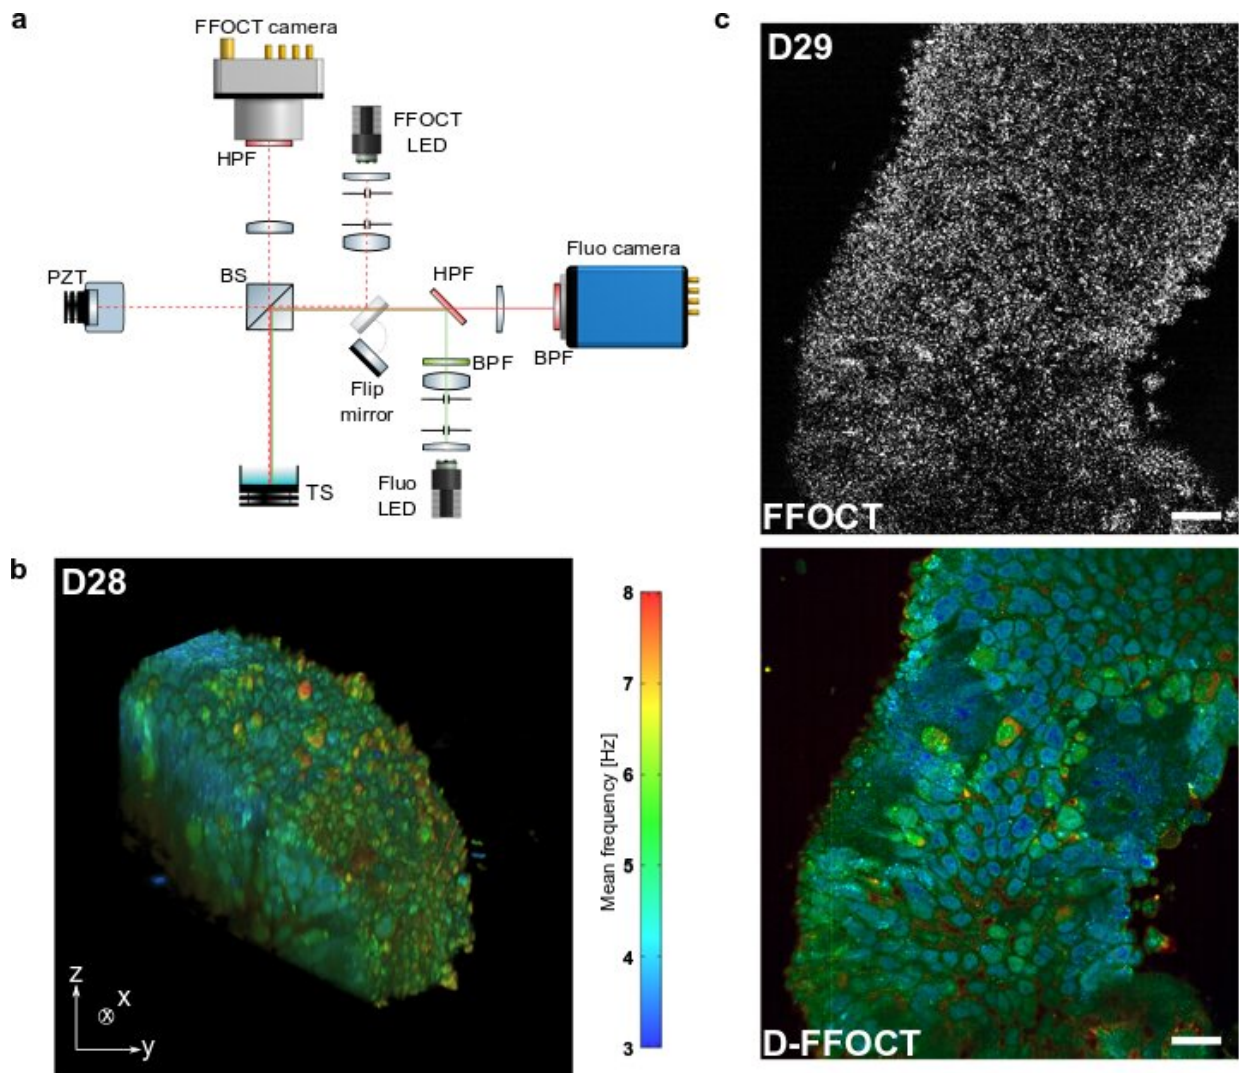 a
FFOCT camera
HPF
FFOCT
LED
PZT
BS
HPF
Fluo camera
Flip
mirror
BPF
BPF
TS
Fluo
LED
b
D28
z
x
y
Mean frequency [Hz]
8
7
6
5
4
3
c
D29
FFOCT
D-FFOCT